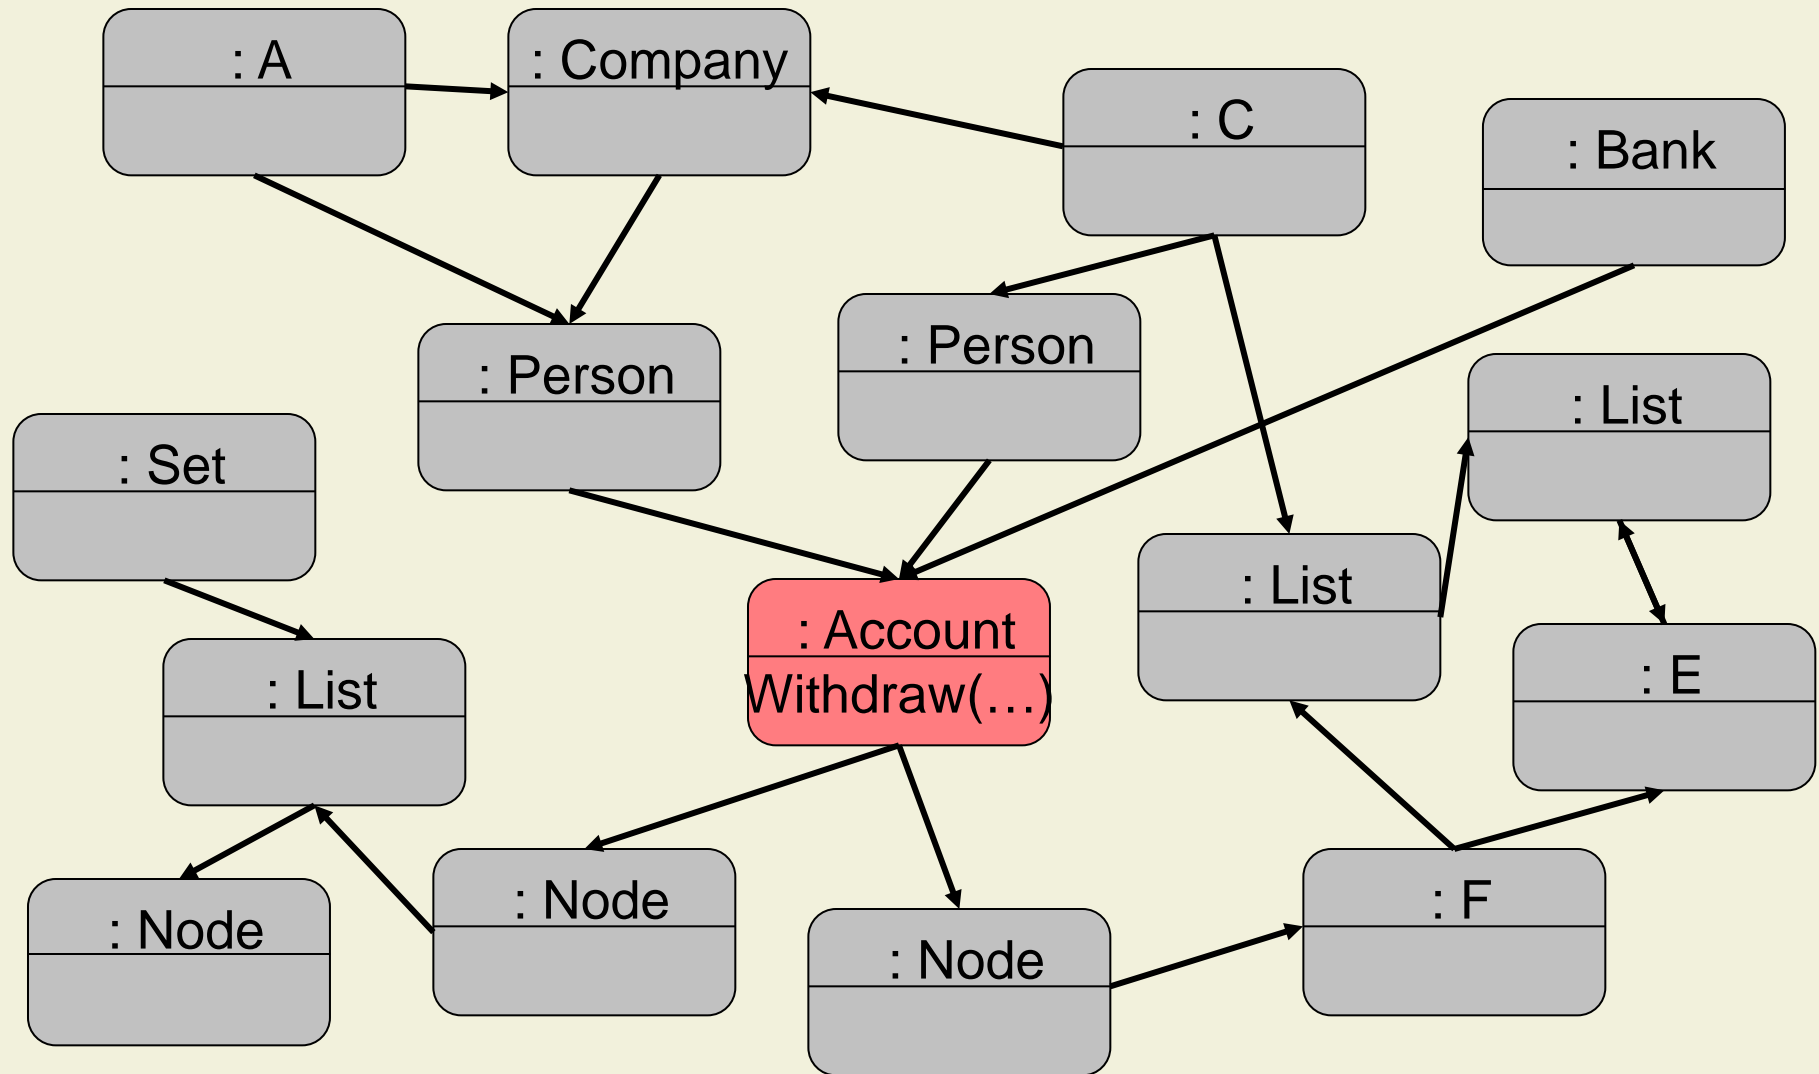 : A
: Company
: C
: Bank
: Person
: Person
: List
: Set
: List
: Account
Withdraw(…)
: List
: E
: Node
: Node
: Node
: F